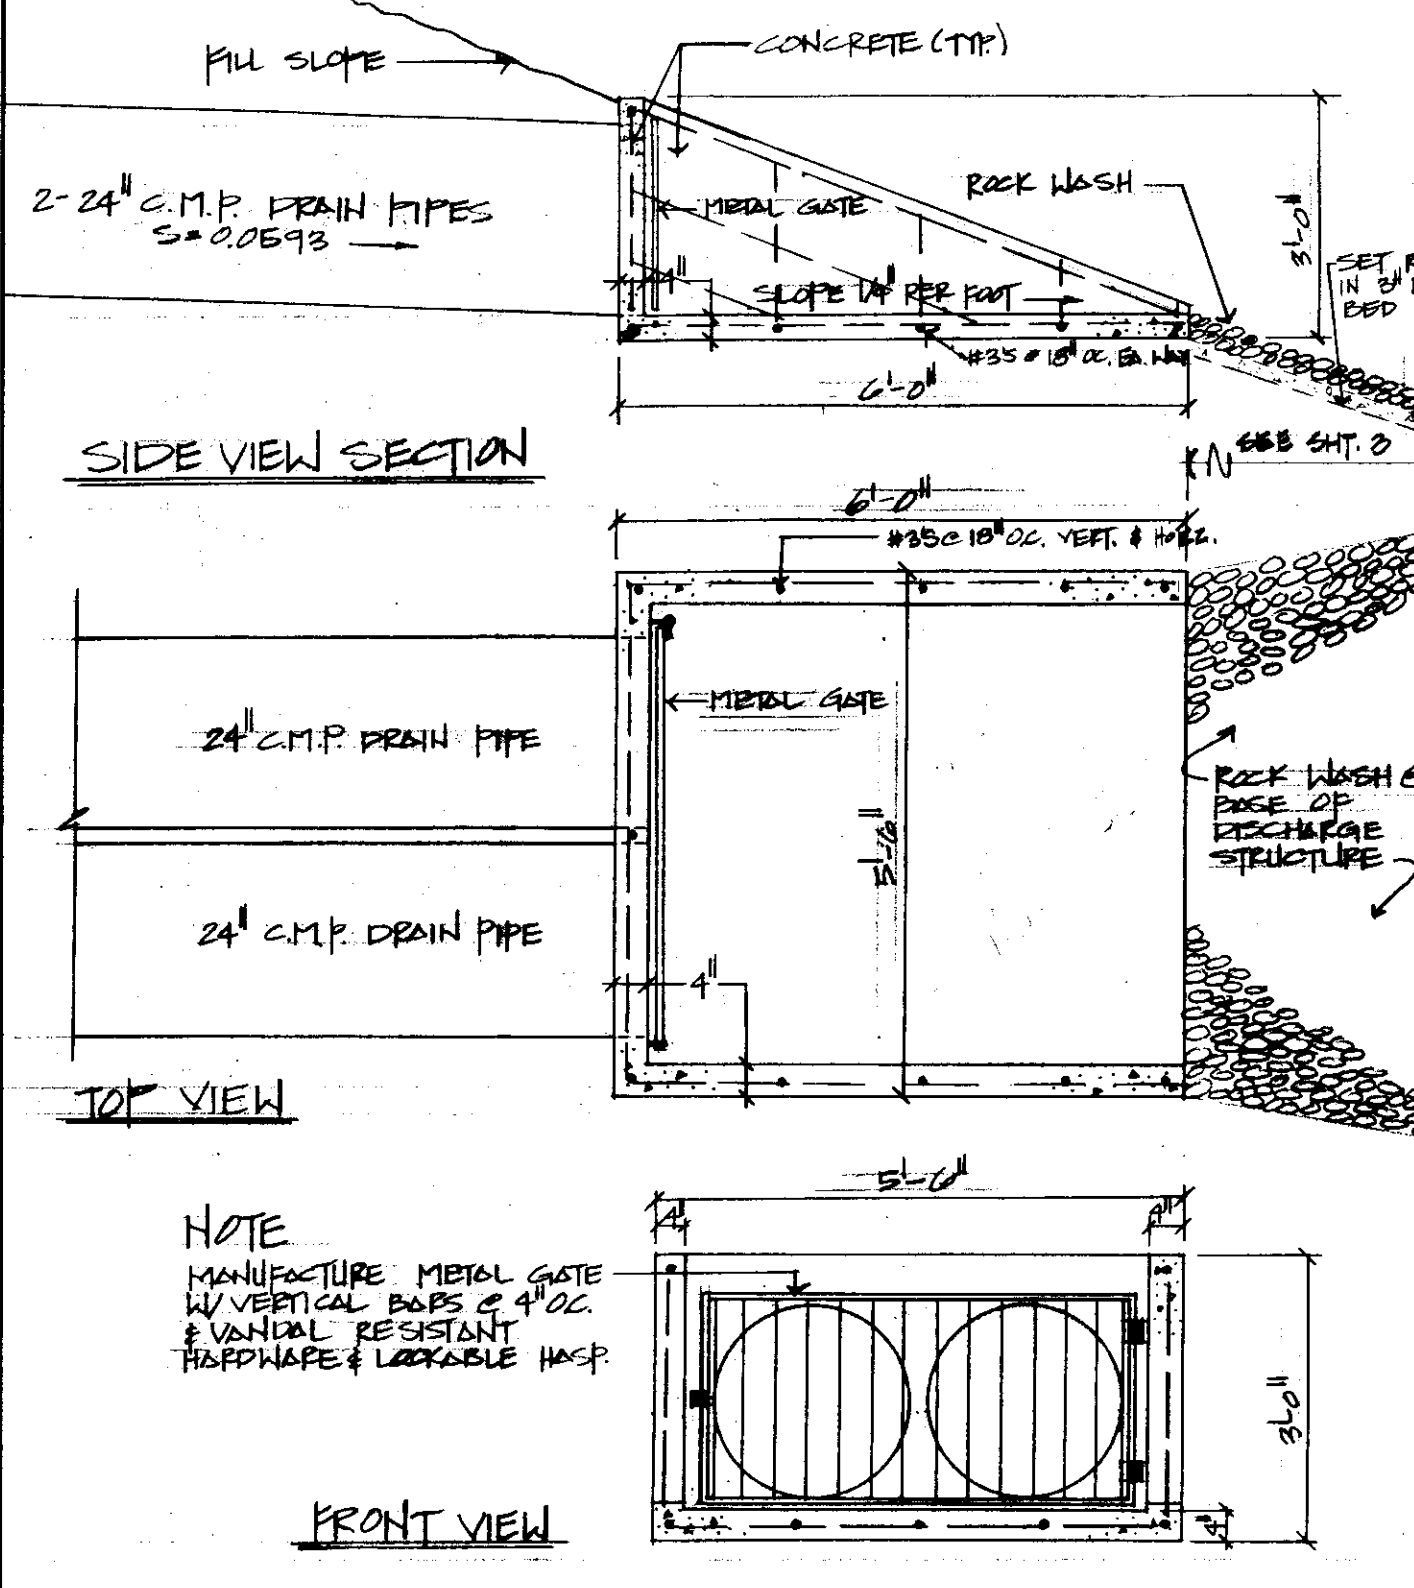 FILL SLOPE
CONCRETE (TYP.)
2-24" C.M.P. DRAIN PIPES
S=0.0593
METAL GATE
ROCK WASH
3'-0"
SET
IN 3"
BED
4"
SLOPE 1/4" PER FOOT
#3S @ 18" OC. EA. WAY
6'-0"
SIDE VIEW SECTION
SEE SHT. 3
6'-0"
#3S @ 18" O.C. VERT. & HORZ.
METAL GATE
24" C.M.P. DRAIN PIPE
5'-6"
ROCK WASH @
BASE OF
DISCHARGE
STRUCTURE
24" C.M.P. DRAIN PIPE
4"
TOP VIEW
5'-6"
4"
4"
NOTE
MANUFACTURE METAL GATE
W/ VERTICAL BARS @ 4" O.C.
& VANDAL RESISTANT
HARDWARE & LOCKABLE HASP.
3'-0"
4"
FRONT VIEW